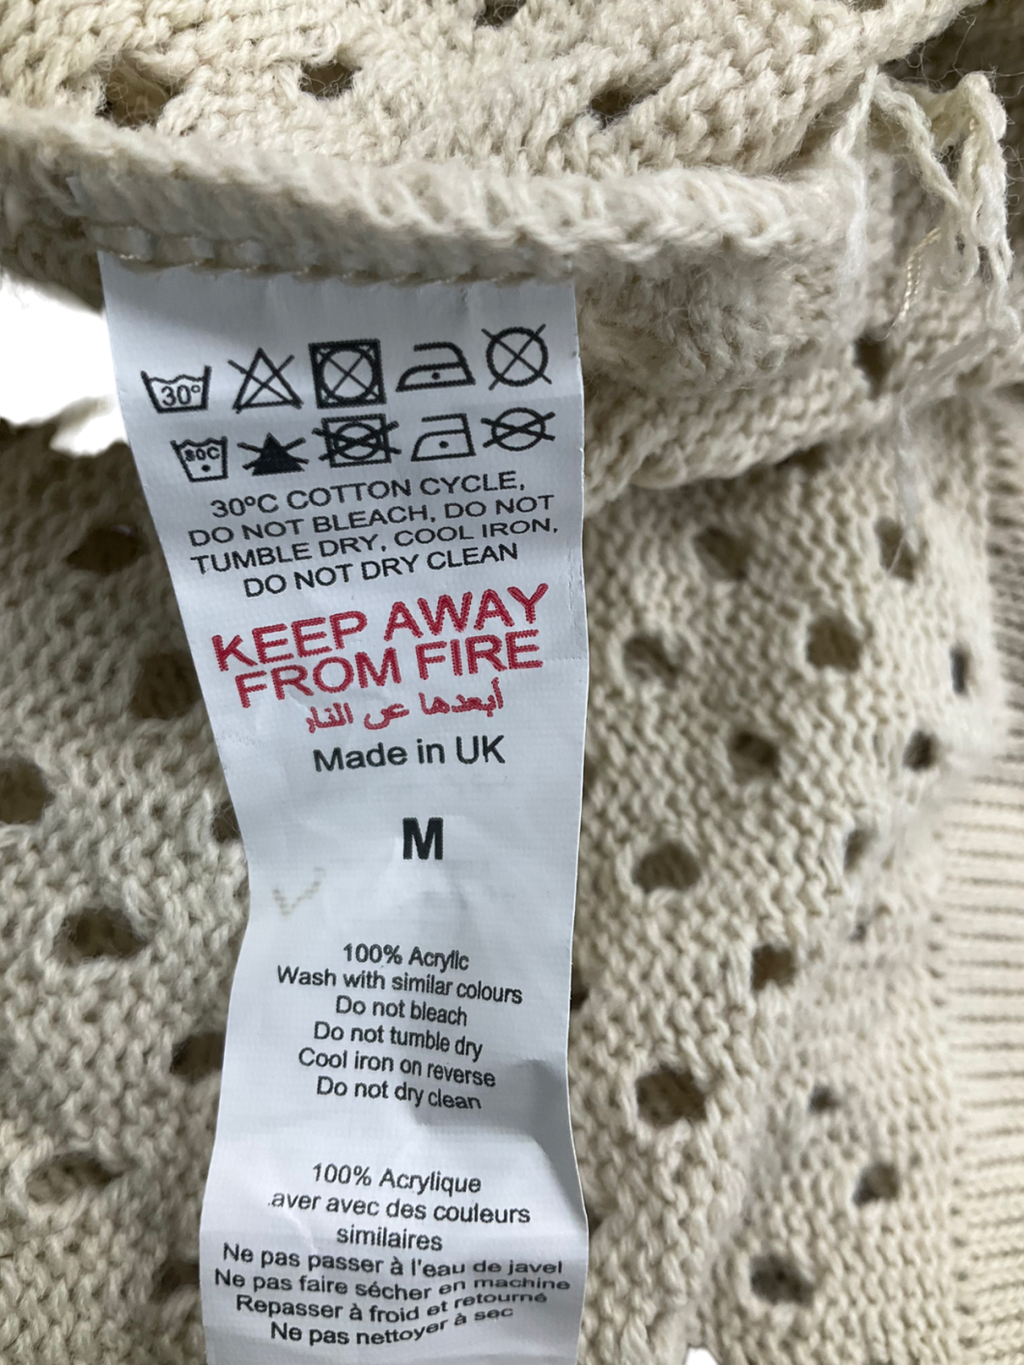 30°
80C
30ºC COTTON CYCLE,
DO NOT BLEACH, DO NOT
TUMBLE DRY, COOL IRON,
DO NOT DRY CLEAN
KEEP AWAY
FROM FIRE
أبعدها عن النار
Made in UK
M
100% Acrylic
Wash with similar colours
Do not bleach
Do not tumble dry
Cool iron on reverse
Do not dry clean
100% Acrylique
aver avec des couleurs
similaires
Ne pas passer à l'eau de javel
Ne pas faire sécher en machine
Repasser à froid et retourné
Ne pas nettoyer à sec